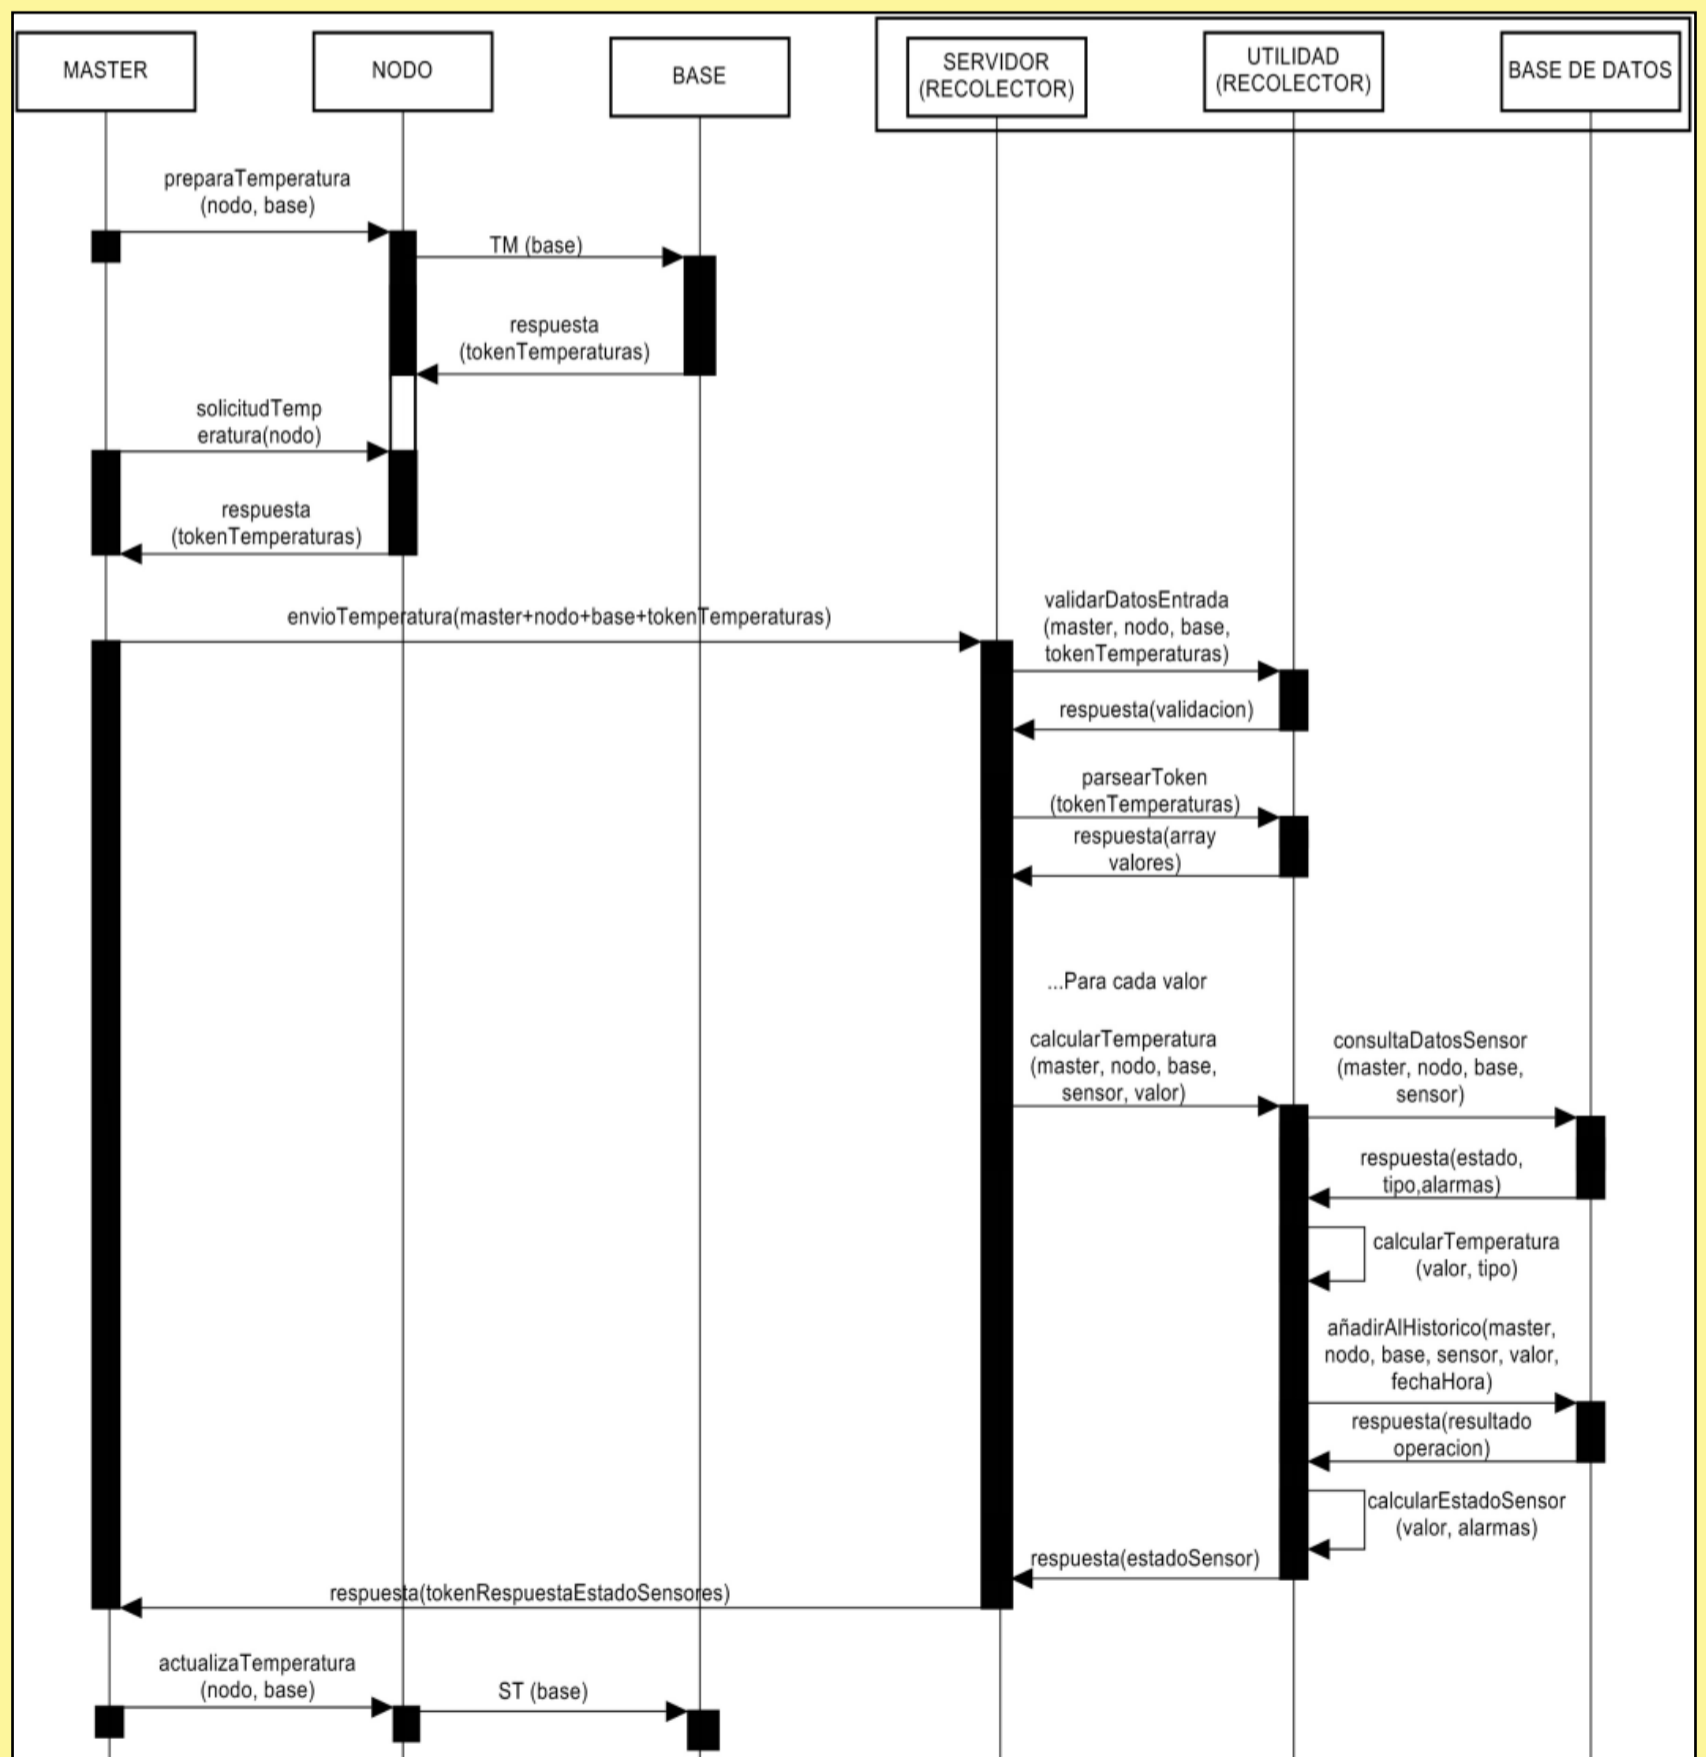 MASTER
NODO
BASE
SERVIDOR
(RECOLECTOR)
UTILIDAD
(RECOLECTOR)
BASE DE DATOS
preparaTemperatura
(nodo, base)
TM (base)
respuesta
(tokenTemperaturas)
solicitudTemp
eratura(nodo)
respuesta
(tokenTemperaturas)
envioTemperatura(master+nodo+base+tokenTemperaturas)
validarDatosEntrada
(master, nodo, base,
tokenTemperaturas)
respuesta(validacion)
parsearToken
(tokenTemperaturas)
respuesta(array
valores)
...Para cada valor
calcularTemperatura
(master, nodo, base,
sensor, valor)
consultaDatosSensor
(master, nodo, base,
sensor)
respuesta(estado,
tipo,alarmas)
calcularTemperatura
(valor, tipo)
añadirAlHistorico(master,
nodo, base, sensor, valor,
fechaHora)
respuesta(resultado
operacion)
calcularEstadoSensor
(valor, alarmas)
respuesta(estadoSensor)
respuesta(tokenRespuestaEstadoSensores)
actualizaTemperatura
(nodo, base)
ST (base)